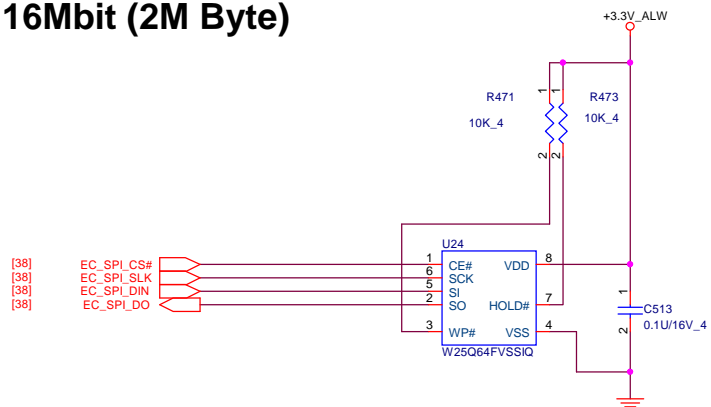 16Mbit (2M Byte)
+3.3V_ALW
R471 1 1 R473
10K_4 10K_4
2 2
U24
[38] EC_SPI_CS# 1 CE# VDD 8
[38] EC_SPI_SLK 6 SCK
[38] EC_SPI_DIN 5 SI
[38] EC_SPI_DO 2 SO HOLD# 7
1 C513
3 WP# VSS 4
2 0.1U/16V_4
W25Q64FVSSIQ